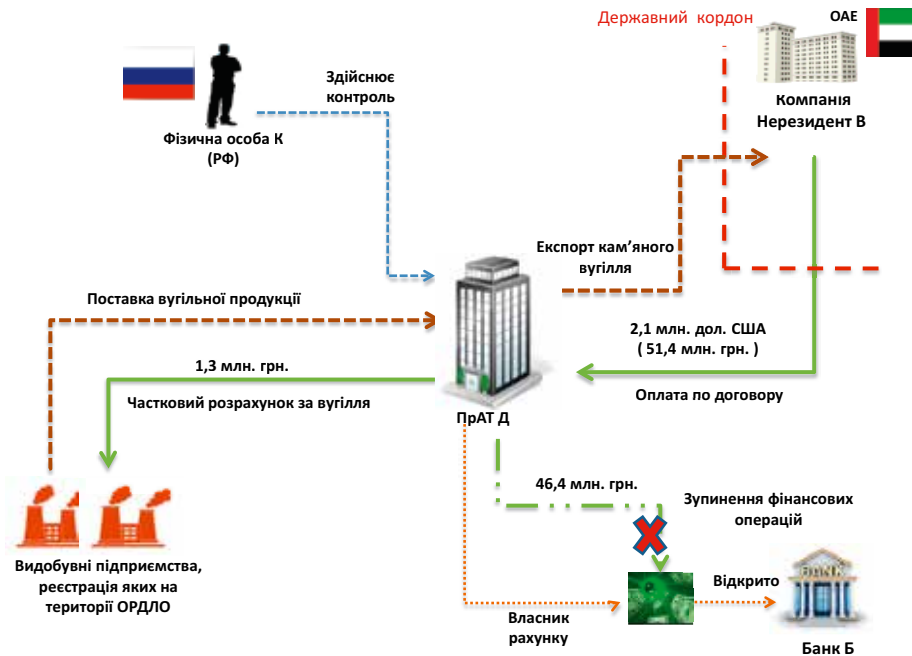 Державний кордон
ОАЕ
Компанія
Нерезидент В
Здійснює
контроль
Фізична особа К
(РФ)
Експорт кам’яного
вугілля
Поставка вугільної продукції
2,1 млн. дол. США
( 51,4 млн. грн. )
1,3 млн. грн.
Частковий розрахунок за вугілля
Оплата по договору
ПрАТ Д
46,4 млн. грн.
Зупинення фінансових
операцій
Видобувні підприємства,
реєстрація яких на
території ОРДЛО
Відкрито
BANK
Власник
рахунку
Банк Б